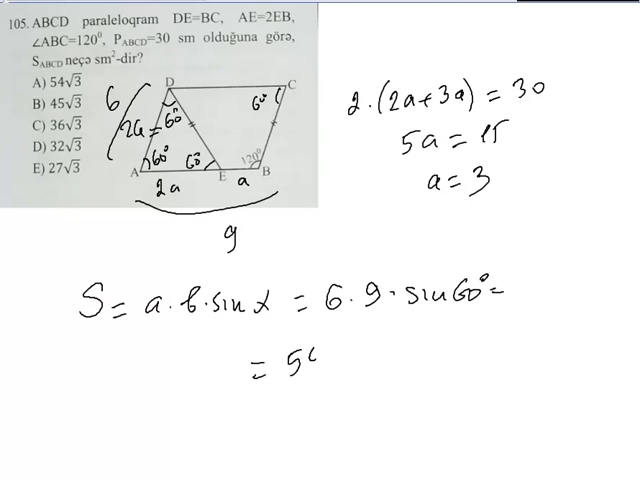 105. ABCD paraleloqram DE=BC, AE=2EB,
∠ABC=120⁰, P_ABCD=30 sm olduğuna görə,
S_ABCD neçə sm²-dir?
A) 54√3
B) 45√3
C) 36√3
D) 32√3
E) 27√3
D
C
6
2a =
60°
60°
60°
60°
120⁰
A
E
B
2a
a
9
2·(2a+3a) = 30
5a = 15
a = 3
S = a·b·sinα = 6·9·sin60° =
= 5